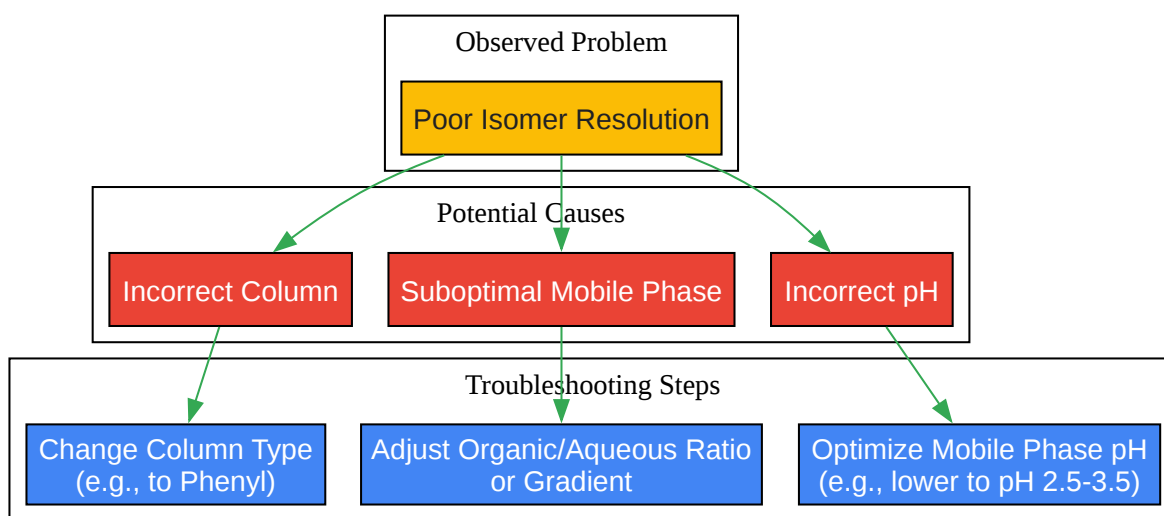 Observed Problem
Poor Isomer Resolution
Potential Causes
Incorrect Column
Suboptimal Mobile Phase
Incorrect pH
Troubleshooting Steps
Change Column Type
(e.g., to Phenyl)
Adjust Organic/Aqueous Ratio
or Gradient
Optimize Mobile Phase pH
(e.g., lower to pH 2.5-3.5)